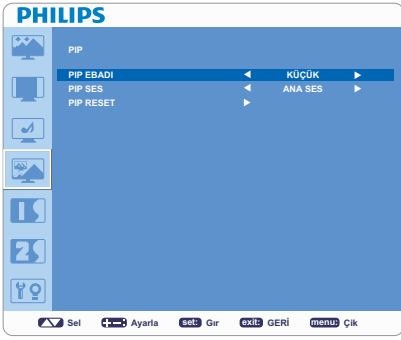 PHILIPS
PIP
PIP EBADI KÜÇÜK
PIP SES ANA SES
PIP RESET
Sel Ayarla set: Gır exit: GERİ menu: Çik